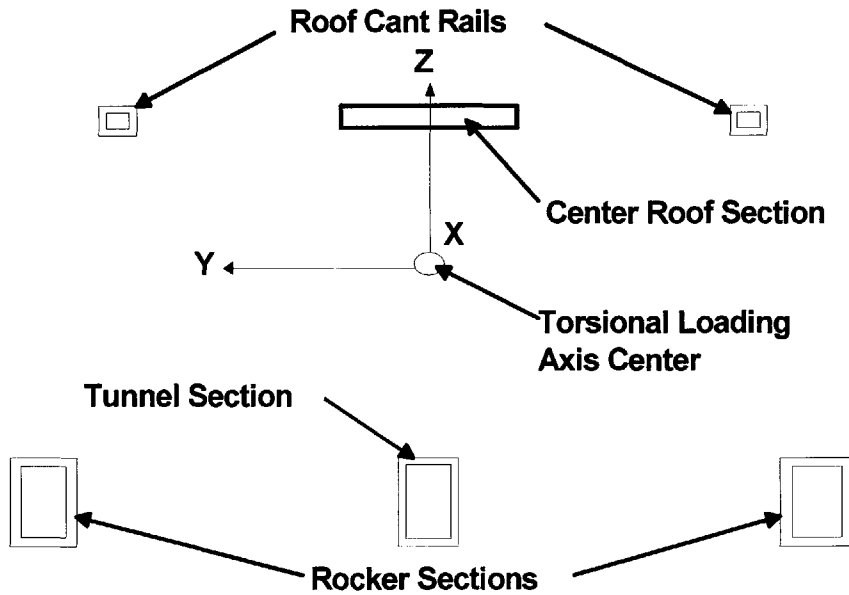 Roof Cant Rails
Z
Center Roof Section
X
Y
Torsional Loading
Axis Center
Tunnel Section
Rocker Sections